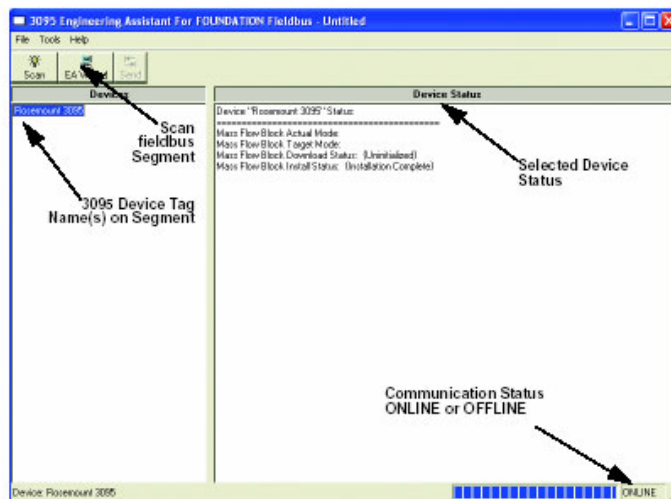 3095 Engineering Assistant For FOUNDATION Fieldbus - Untitled
File Tools Help
Scan EA Send
Devices
Device Status
Rosemount 3095
Device "Rosemount 3095" Status:
Mass Flow Block Actual Mode:
Mass Flow Block Target Mode:
Mass Flow Block Download Status: (Uninitialized)
Mass Flow Block Install Status: (Installation Complete)
Scan
fieldbus
Segment
Selected Device
Status
3095 Device Tag
Name(s) on Segment
Communication Status
ONLINE or OFFLINE
Device: Rosemount 3095
ONLINE